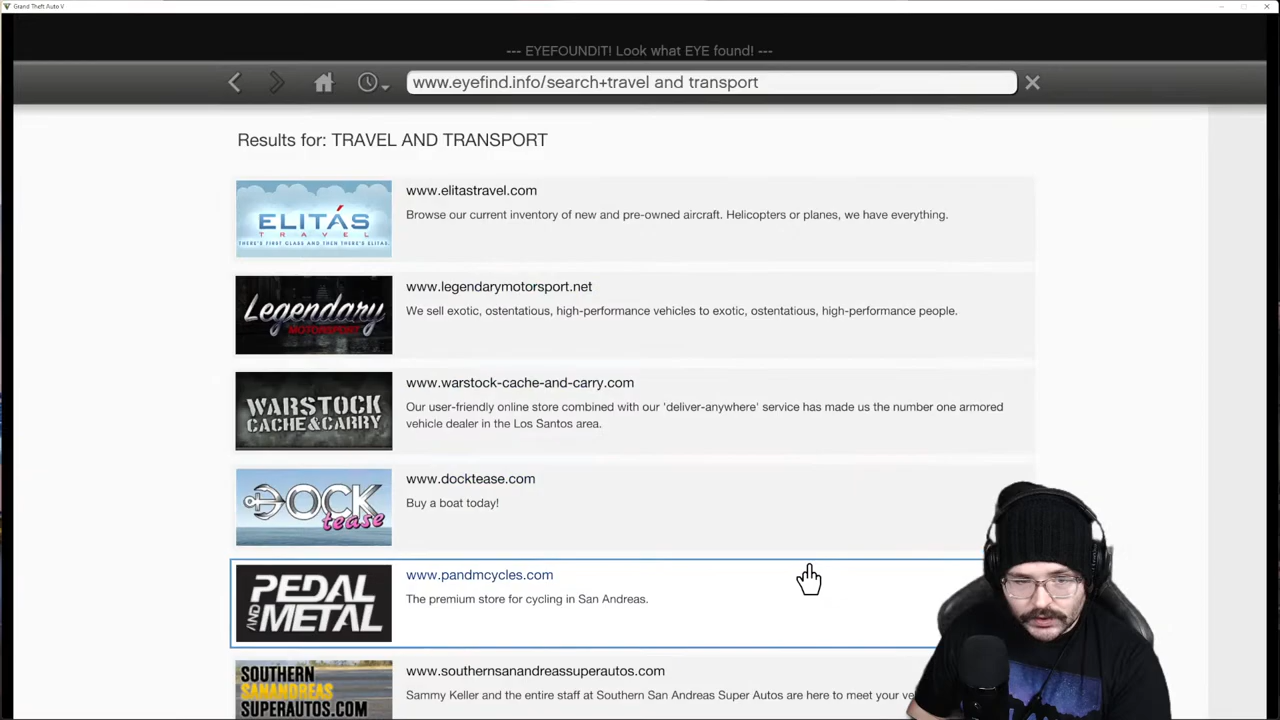 Grand Theft Auto V
--- EYEFOUNDIT! Look what EYE found! ---
www.eyefind.info/search+travel and transport
Results for: TRAVEL AND TRANSPORT
ELITÁS
TRAVEL
THERE'S FIRST CLASS AND THEN THERE'S ELITAS.
www.elitastravel.com
Browse our current inventory of new and pre-owned aircraft. Helicopters or planes, we have everything.
Legendary
MOTORSPORT
www.legendarymotorsport.net
We sell exotic, ostentatious, high-performance vehicles to exotic, ostentatious, high-performance people.
WARSTOCK
CACHE&CARRY
www.warstock-cache-and-carry.com
Our user-friendly online store combined with our 'deliver-anywhere' service has made us the number one armored
vehicle dealer in the Los Santos area.
DOCK
tease
www.docktease.com
Buy a boat today!
PEDAL
AND METAL
www.pandmcycles.com
The premium store for cycling in San Andreas.
SOUTHERN
SANANDREAS
SUPERAUTOS.COM
www.southernsanandreassuperautos.com
Sammy Keller and the entire staff at Southern San Andreas Super Autos are here to meet your